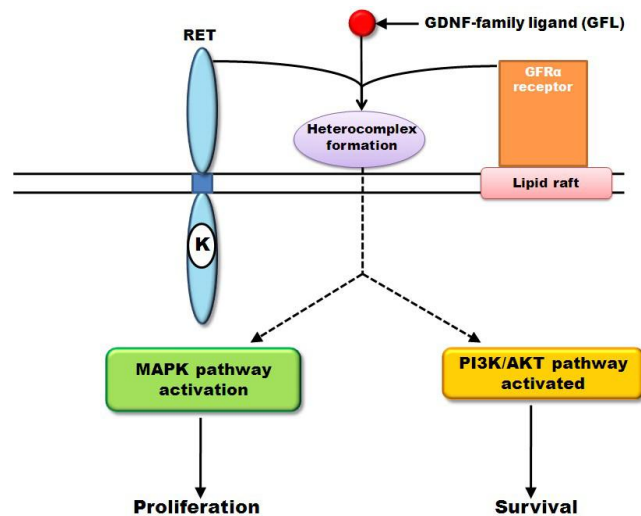 GDNF-family ligand (GFL)
RET
GFRα
receptor
Heterocomplex
formation
Lipid raft
K
MAPK pathway
activation
PI3K/AKT pathway
activated
Proliferation
Survival